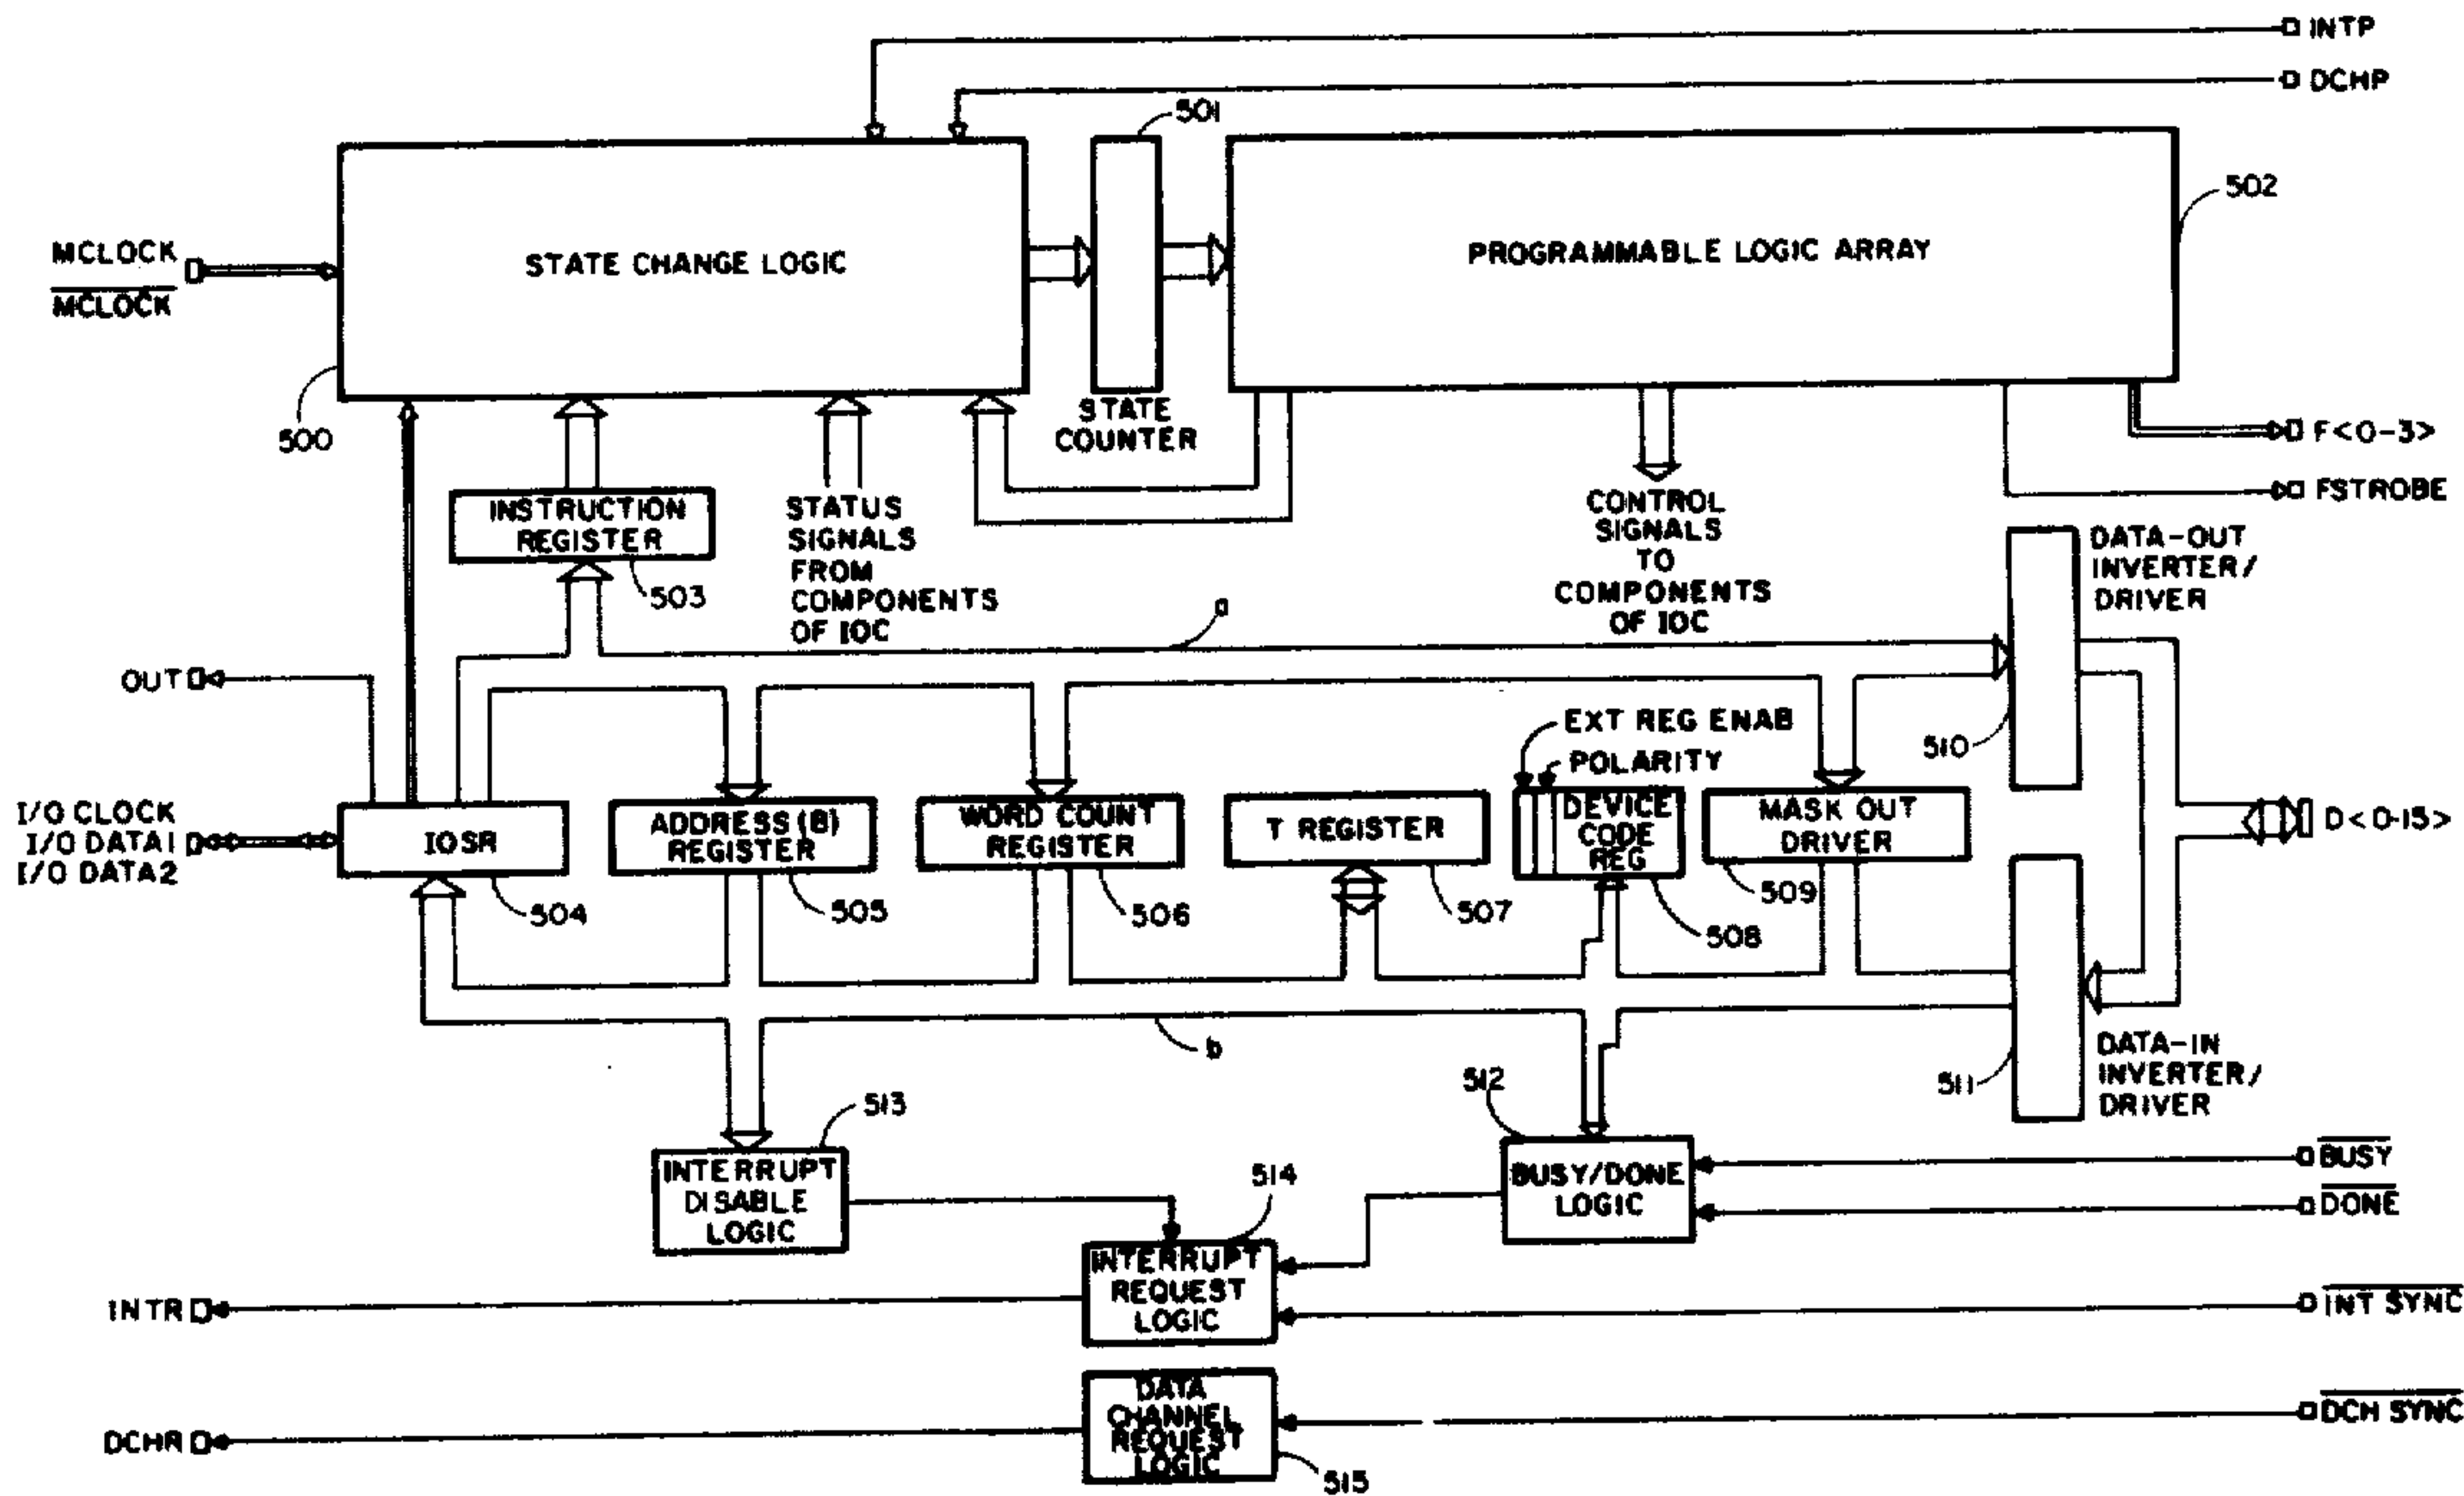 INTP
DCHP
501
502
MCLOCK
MCLOCK
STATE CHANGE LOGIC
PROGRAMMABLE LOGIC ARRAY
500
STATE
COUNTER
F<0-3>
FSTROBE
INSTRUCTION
REGISTER
503
STATUS
SIGNALS
FROM
COMPONENTS
OF IOC
CONTROL
SIGNALS
TO
COMPONENTS
OF IOC
DATA-OUT
INVERTER/
DRIVER
a
OUT
510
EXT REG ENAB
POLARITY
I/O CLOCK
I/O DATA1
I/O DATA2
IOSR
ADDRESS (B)
REGISTER
WORD COUNT
REGISTER
T REGISTER
DEVICE
CODE
REG
MASK OUT
DRIVER
D<0-15>
504
505
506
507
508
509
b
DATA-IN
INVERTER/
DRIVER
511
512
513
INTERRUPT
DISABLE
LOGIC
514
BUSY/DONE
LOGIC
BUSY
DONE
INTERRUPT
REQUEST
LOGIC
INTR
INT SYNC
DATA
CHANNEL
REQUEST
LOGIC
DCHR
DCH SYNC
515